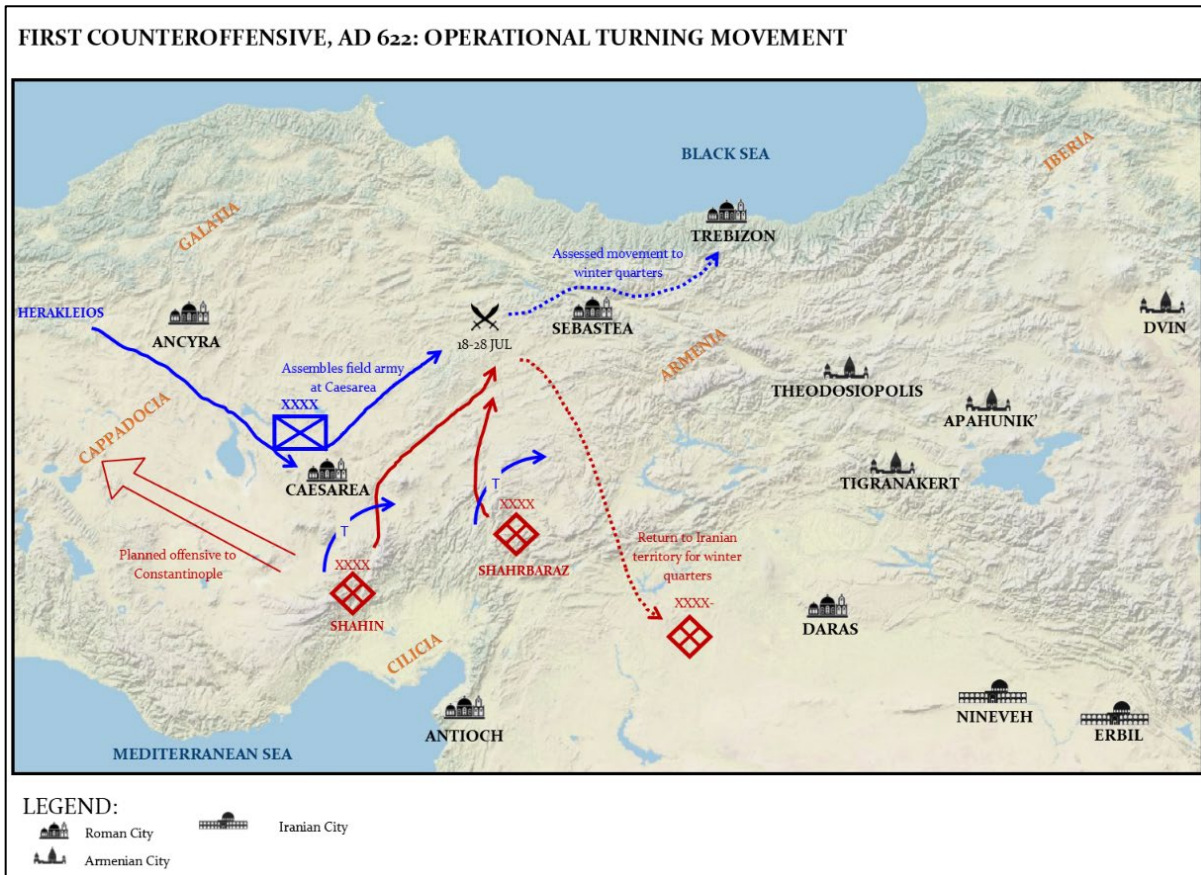 FIRST COUNTEROFFENSIVE, AD 622: OPERATIONAL TURNING MOVEMENT
BLACK SEA
IBERIA
GALATIA
TREBIZON
Assessed movement to
winter quarters
HERAKLEIOS
ANCYRA
SEBASTEA
DVIN
18-28 JUL
ARMENIA
Assembles field army
at Caesarea
XXXX
THEODOSIOPOLIS
APAHUNIK'
CAPPADOCIA
CAESAREA
TIGRANAKERT
T
XXXX
T
Planned offensive to
Constantinople
XXXX
SHAHRBARAZ
Return to Iranian
territory for winter
quarters
SHAHIN
XXXX-
DARAS
CILICIA
NINEVEH
ERBIL
ANTIOCH
MEDITERRANEAN SEA
LEGEND:
Roman City
Iranian City
Armenian City